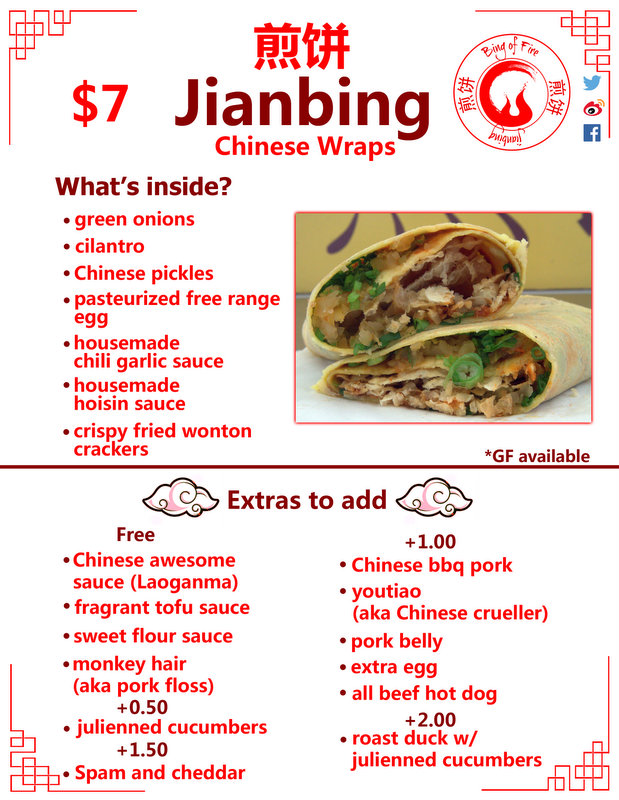 煎饼
$7
Jianbing
Chinese Wraps
Bing of Fire
煎饼
煎饼
jianbing
What's inside?
• green onions
• cilantro
• Chinese pickles
• pasteurized free range
egg
• housemade
chili garlic sauce
• housemade
hoisin sauce
• crispy fried wonton
crackers
*GF available
Extras to add
Free
• Chinese awesome
sauce (Laoganma)
• fragrant tofu sauce
• sweet flour sauce
• monkey hair
(aka pork floss)
+0.50
• julienned cucumbers
+1.50
• Spam and cheddar
+1.00
• Chinese bbq pork
• youtiao
(aka Chinese crueller)
• pork belly
• extra egg
• all beef hot dog
+2.00
• roast duck w/
julienned cucumbers